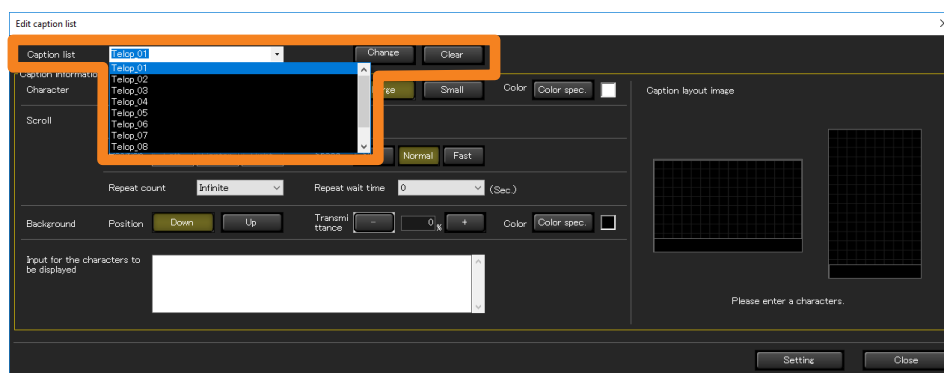 Edit caption list
Caption list Telop_01 Change Clear
Telop_01
Telop_02
Telop_03
Telop_04
Telop_05
Telop_06
Telop_07
Telop_08
Caption information
Character Small Color Color spec. Caption layout image
Scroll
Normal Fast
Repeat count Infinite Repeat wait time 0 (Sec.)
Background Position Down Up Transmi
ttance - 0 % + Color Color spec.
Input for the characters to
be displayed
Please enter a characters.
Setting Close